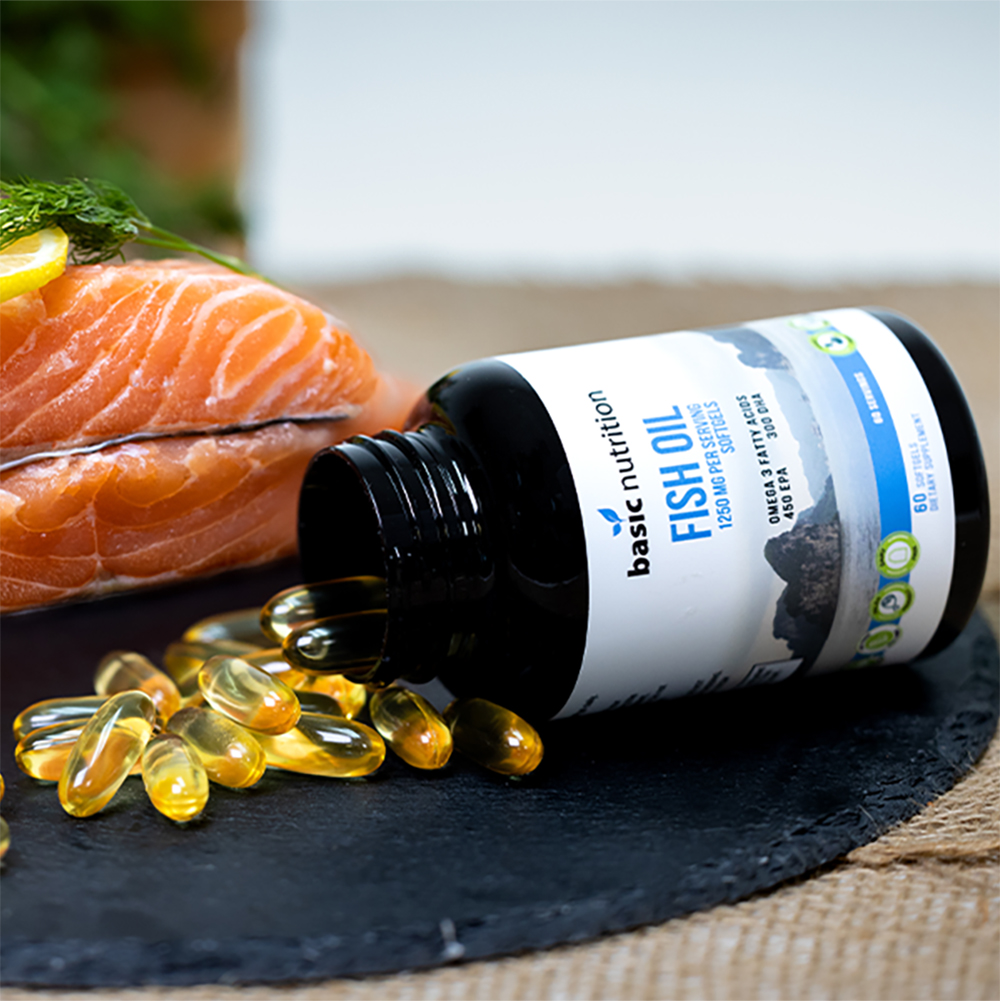 basic nutrition
FISH OIL
1250 MG PER SERVING
SOFTGELS
OMEGA 3 FATTY ACIDS
450 EPA 300 DHA
60 SERVINGS
60 SOFTGELS
DIETARY SUPPLEMENT